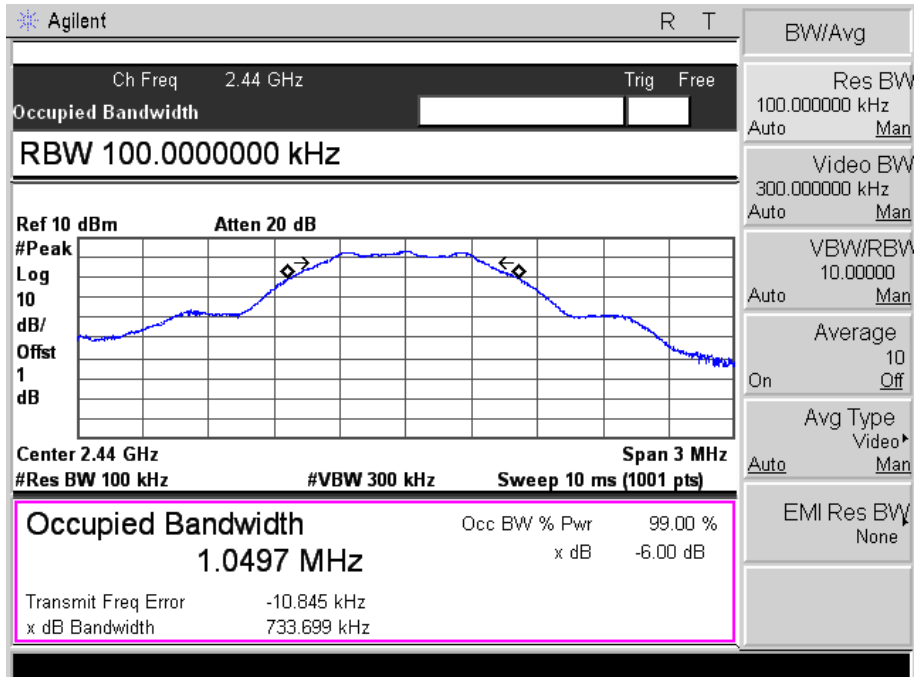 Agilent R T
Ch Freq 2.44 GHz Trig Free
Occupied Bandwidth
RBW 100.0000000 kHz
Ref 10 dBm Atten 20 dB
#Peak
Log
10
dB/
Offst
1
dB
Center 2.44 GHz Span 3 MHz
#Res BW 100 kHz #VBW 300 kHz Sweep 10 ms (1001 pts)
Occupied Bandwidth Occ BW % Pwr 99.00 %
1.0497 MHz x dB -6.00 dB
Transmit Freq Error -10.845 kHz
x dB Bandwidth 733.699 kHz
BW/Avg
Res BW
100.000000 kHz
Auto Man
Video BW
300.000000 kHz
Auto Man
VBW/RBW
10.00000
Auto Man
Average
10
On Off
Avg Type
Video
Auto Man
EMI Res BW
None